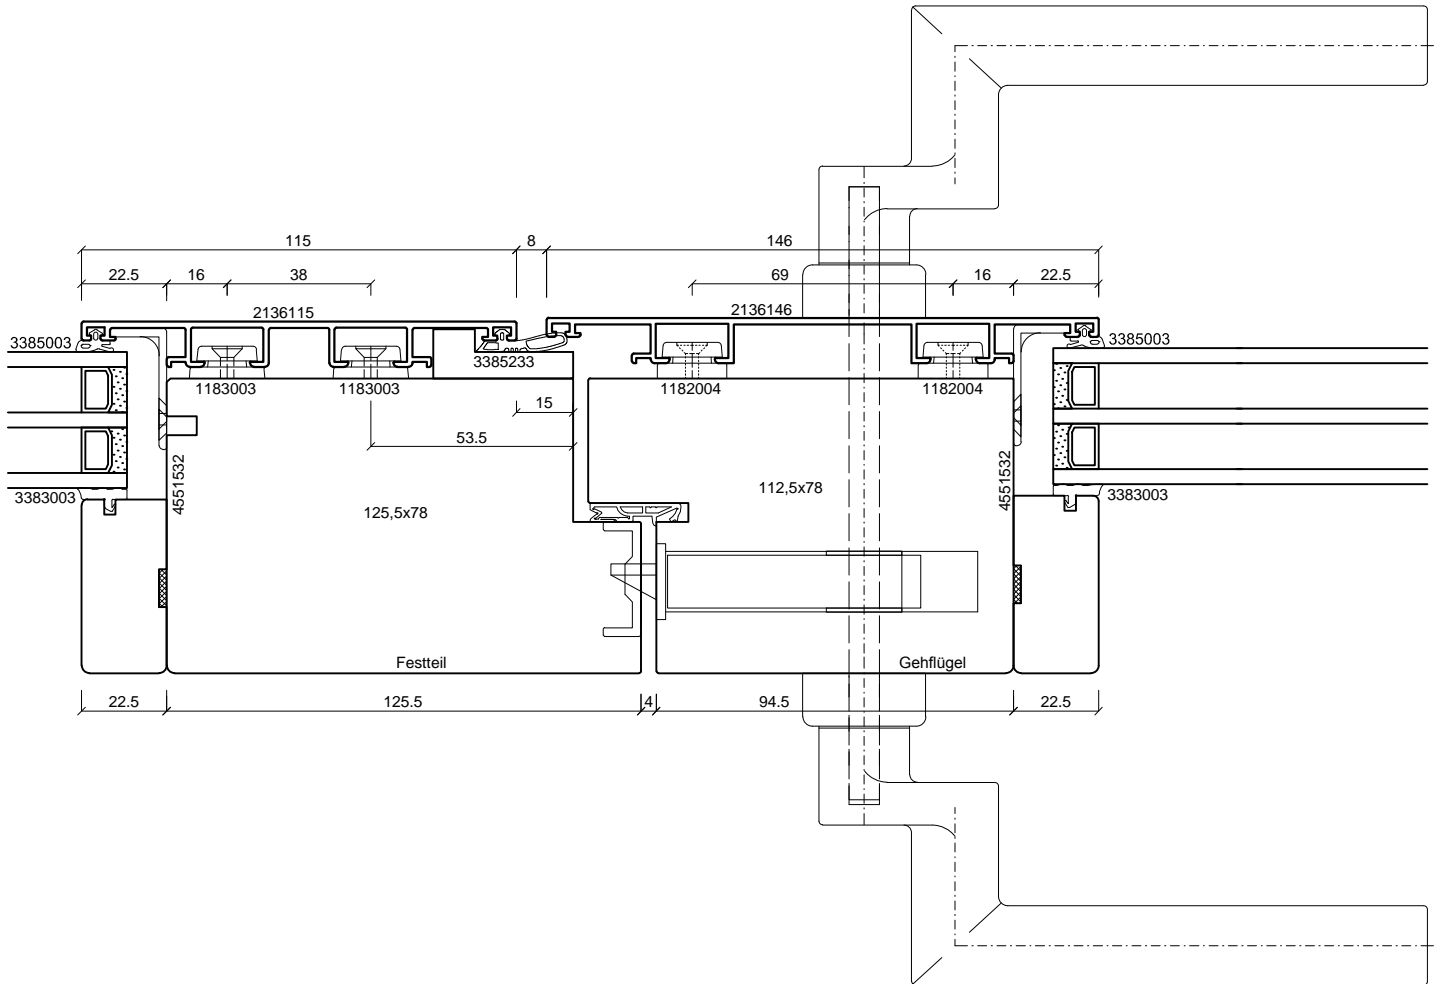 115 8 146
22.5 16 38 69 16 22.5
2136115 2136146
3385003 3385233 3385003
1183003 1183003 1182004 1182004
15
53.5
4551532 4551532
3383003 112,5x78 3383003
125,5x78
Festteil Gehflügel
22.5 125.5 4 94.5 22.5